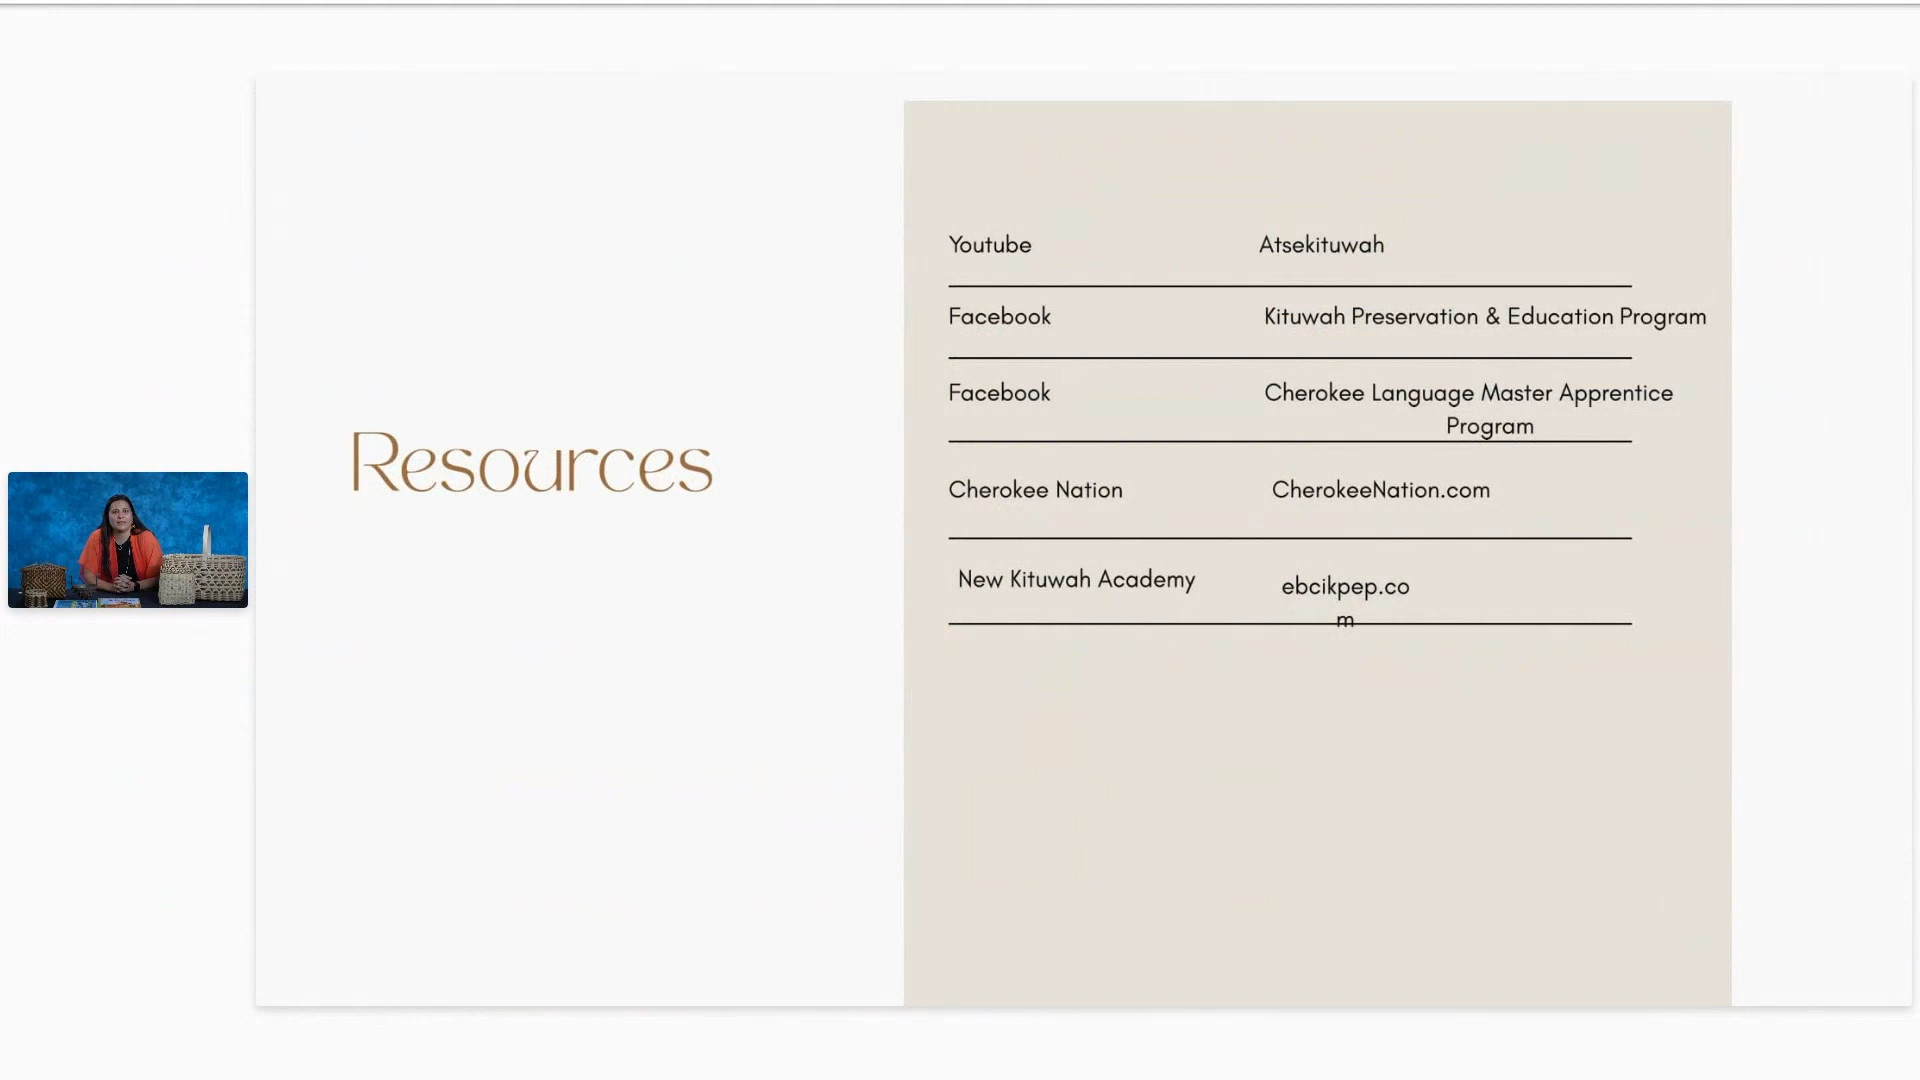 Resources
Youtube Atsekituwah
Facebook Kituwah Preservation & Education Program
Facebook Cherokee Language Master Apprentice
Program
Cherokee Nation CherokeeNation.com
New Kituwah Academy ebcikpep.co
m